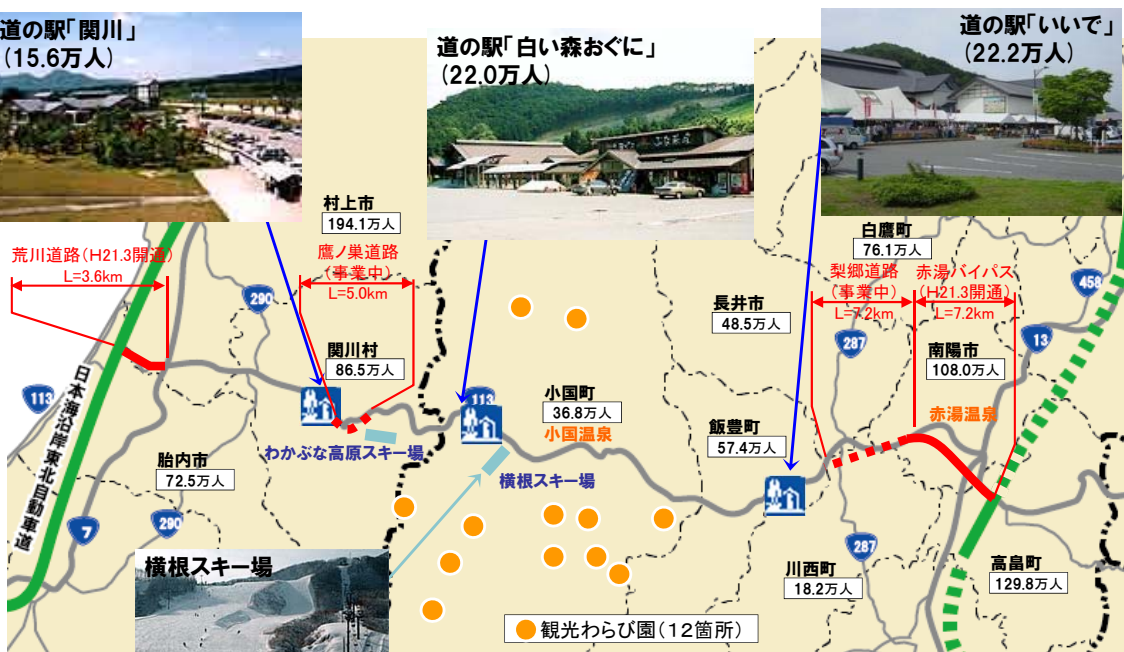 道の駅「関川」
(15.6万人)
道の駅「白い森おぐに」
(22.0万人)
道の駅「いいで」
(22.2万人)
村上市
194.1万人
白鷹町
76.1万人
荒川道路(H21.3開通)
L=3.6km
鷹ノ巣道路
(事業中)
L=5.0km
梨郷道路
(事業中)
L=7.2km
赤湯バイパス
(H21.3開通)
L=7.2km
458
290
長井市
48.5万人
287
13
関川村
86.5万人
南陽市
108.0万人
113
113
日本海沿岸東北自動車道
小国町
36.8万人
小国温泉
赤湯温泉
飯豊町
57.4万人
わかぶな高原スキー場
胎内市
72.5万人
横根スキー場
7
290
287
横根スキー場
川西町
18.2万人
高畠町
129.8万人
観光わらび園(12箇所)